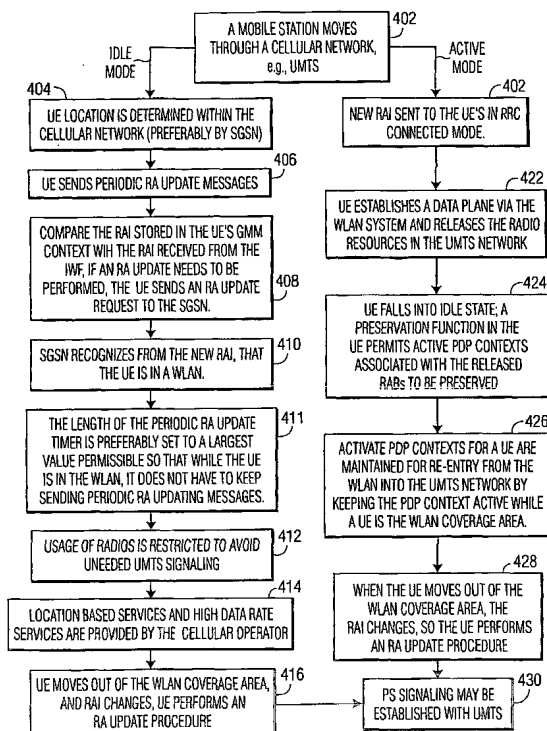 A MOBILE STATION MOVES
THROUGH A CELLULAR NETWORK,
e.g., UMTS
402
IDLE
MODE
ACTIVE
MODE
404
UE LOCATION IS DETERMINED WITHIN THE
CELLULAR NETWORK (PREFERABLY BY SGSN)
406
UE SENDS PERIODIC RA UPDATE MESSAGES
COMPARE THE RAI STORED IN THE UE'S GMM
CONTEXT WIH THE RAI RECEIVED FROM THE
IWF, IF AN RA UPDATE NEEDS TO BE
PERFORMED, THE UE SENDS AN RA UPDATE
REQUEST TO THE SGSN.
408
410
SGSN RECOGNIZES FROM THE NEW RAI, THAT
THE UE IS IN A WLAN.
411
THE LENGTH OF THE PERIODIC RA UPDATE
TIMER IS PREFERABLY SET TO A LARGEST
VALUE PERMISSIBLE SO THAT WHILE THE UE
IS IN THE WLAN, IT DOES NOT HAVE TO KEEP
SENDING PERIODIC RA UPDATING MESSAGES.
412
USAGE OF RADIOS IS RESTRICTED TO AVOID
UNEEDED UMTS SIGNALING
414
LOCATION BASED SERVICES AND HIGH DATA RATE
SERVICES ARE PROVIDED BY THE CELLULAR OPERATOR
416
UE MOVES OUT OF THE WLAN COVERAGE AREA,
AND RAI CHANGES, UE PERFORMS AN
RA UPDATE PROCEDURE
402
NEW RAI SENT TO THE UE'S IN RRC
CONNECTED MODE.
422
UE ESTABLISHES A DATA PLANE VIA THE
WLAN SYSTEM AND RELEASES THE RADIO
RESOURCES IN THE UMTS NETWORK
424
UE FALLS INTO IDLE STATE; A
PRESERVATION FUNCTION IN THE
UE PERMITS ACTIVE PDP CONTEXTS
ASSOCIATED WITH THE RELEASED
RABs TO BE PRESERVED
426
ACTIVATE PDP CONTEXTS FOR A UE ARE
MAINTAINED FOR RE-ENTRY FROM THE
WLAN INTO THE UMTS NETWORK BY
KEEPING THE PDP CONTEXT ACTIVE WHILE
A UE IS THE WLAN COVERAGE AREA.
428
WHEN THE UE MOVES OUT OF THE
WLAN COVERAGE AREA, THE
RAI CHANGES, SO THE UE PERFORMS
AN RA UPDATE PROCEDURE
430
PS SIGNALING MAY BE
ESTABLISHED WITH UMTS